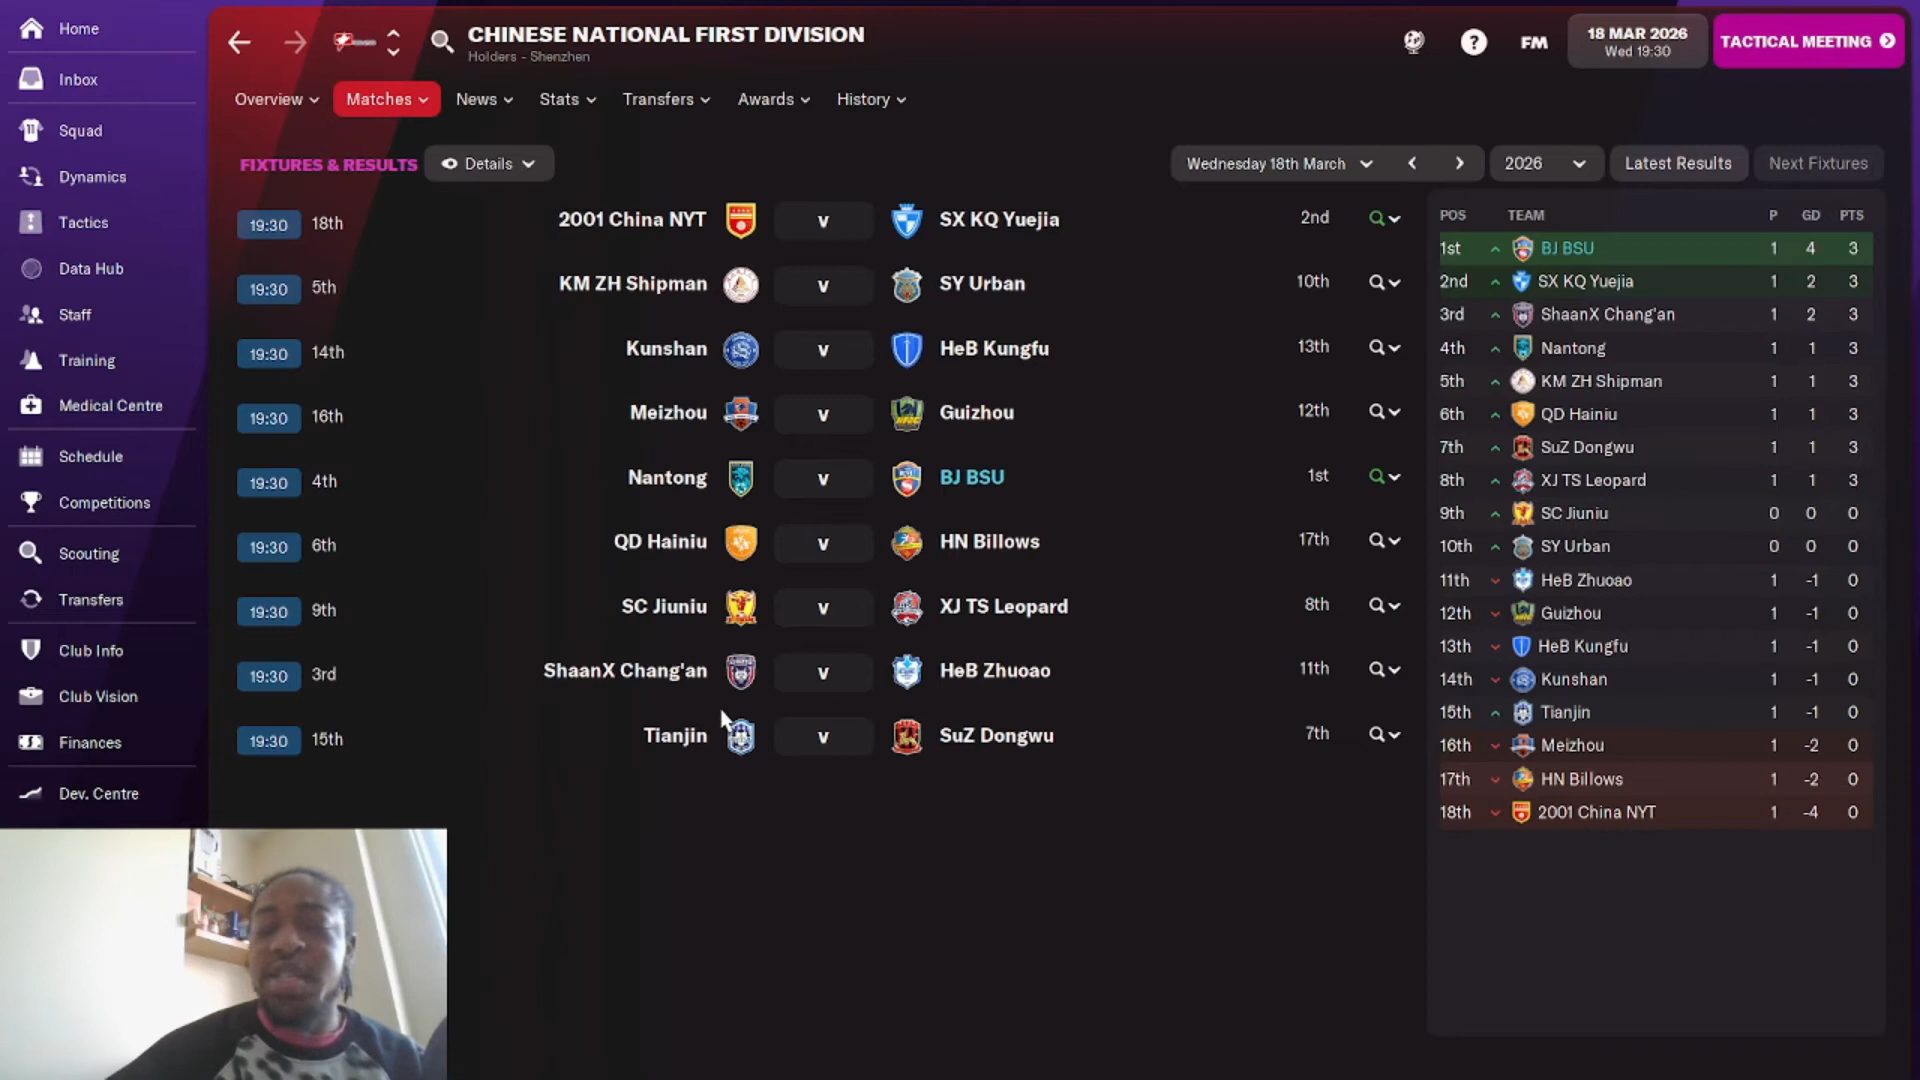 Home
Inbox
Squad
Dynamics
Tactics
Data Hub
Staff
Training
Medical Centre
Schedule
Competitions
Scouting
Transfers
Club Info
Club Vision
Finances
Dev. Centre
CHINESE NATIONAL FIRST DIVISION
Holders - Shenzhen
FM
18 MAR 2026
Wed 19:30
TACTICAL MEETING
Overview Matches News Stats Transfers Awards History
FIXTURES & RESULTS Details Wednesday 18th March 2026 Latest Results Next Fixtures
19:30 18th 2001 China NYT v SX KQ Yuejia 2nd
19:30 5th KM ZH Shipman v SY Urban 10th
19:30 14th Kunshan v HeB Kungfu 13th
19:30 16th Meizhou v Guizhou 12th
19:30 4th Nantong v BJ BSU 1st
19:30 6th QD Hainiu v HN Billows 17th
19:30 9th SC Jiuniu v XJ TS Leopard 8th
19:30 3rd ShaanX Chang'an v HeB Zhuoao 11th
19:30 15th Tianjin v SuZ Dongwu 7th
POS TEAM P GD PTS
1st BJ BSU 1 4 3
2nd SX KQ Yuejia 1 2 3
3rd ShaanX Chang'an 1 2 3
4th Nantong 1 1 3
5th KM ZH Shipman 1 1 3
6th QD Hainiu 1 1 3
7th SuZ Dongwu 1 1 3
8th XJ TS Leopard 1 1 3
9th SC Jiuniu 0 0 0
10th SY Urban 0 0 0
11th HeB Zhuoao 1 -1 0
12th Guizhou 1 -1 0
13th HeB Kungfu 1 -1 0
14th Kunshan 1 -1 0
15th Tianjin 1 -1 0
16th Meizhou 1 -2 0
17th HN Billows 1 -2 0
18th 2001 China NYT 1 -4 0